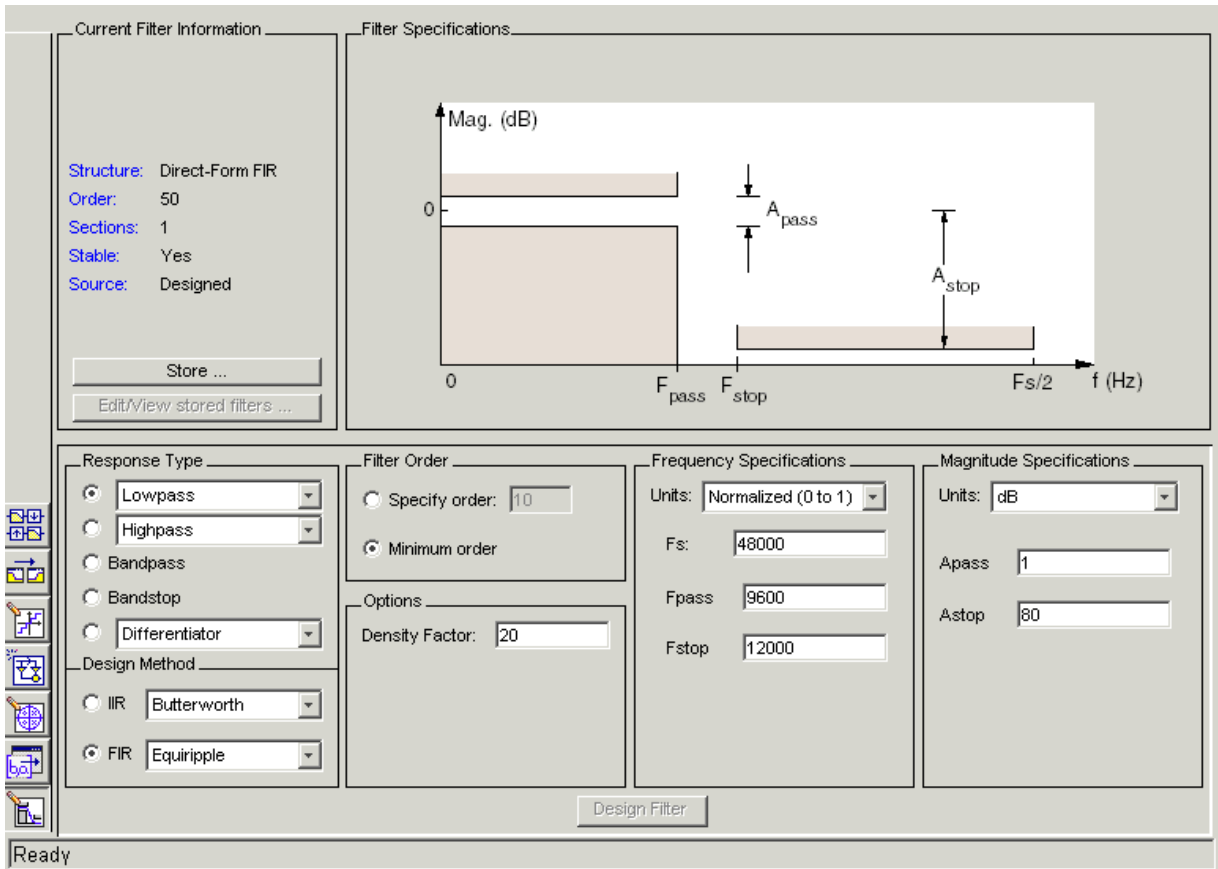 Current Filter Information
Structure: Direct-Form FIR
Order: 50
Sections: 1
Stable: Yes
Source: Designed
Store ...
Edit/View stored filters ...
Filter Specifications
Mag. (dB)
0
A pass
A stop
0
F pass
F stop
Fs/2
f (Hz)
Response Type
Lowpass
Highpass
Bandpass
Bandstop
Differentiator
Design Method
IIR Butterworth
FIR Equiripple
Filter Order
Specify order: 10
Minimum order
Options
Density Factor: 20
Frequency Specifications
Units: Normalized (0 to 1)
Fs: 48000
Fpass 9600
Fstop 12000
Magnitude Specifications
Units: dB
Apass 1
Astop 80
Design Filter
[b,a]
Ready